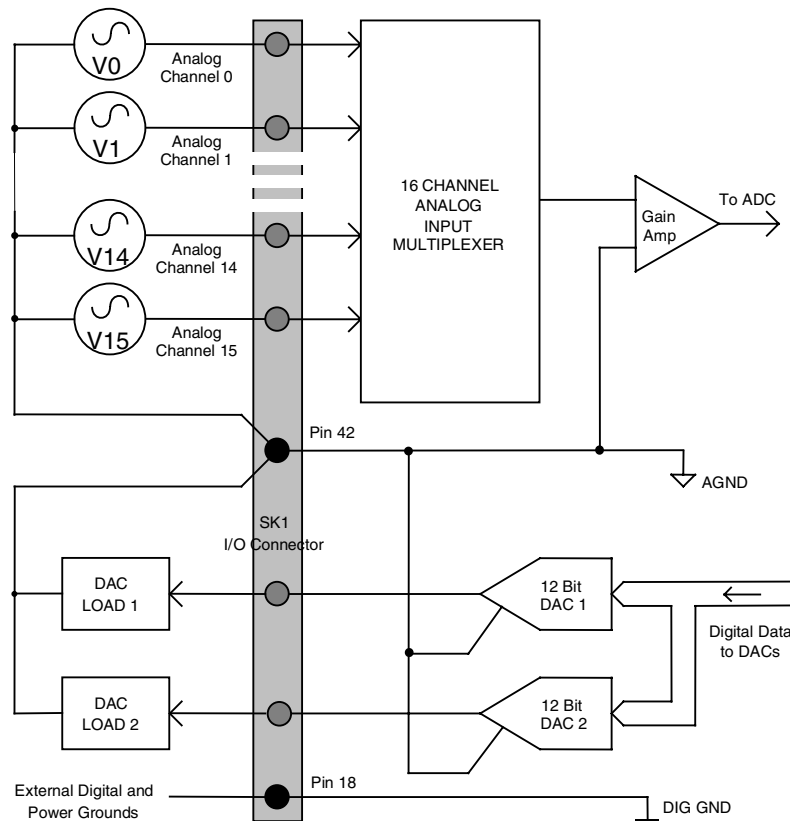 V0
Analog
Channel 0
V1
Analog
Channel 1
V14
Analog
Channel 14
V15
Analog
Channel 15
16 CHANNEL
ANALOG
INPUT
MULTIPLEXER
Gain
Amp
To ADC
Pin 42
AGND
SK1
I/O Connector
DAC
LOAD 1
12 Bit
DAC 1
Digital Data
to DACs
DAC
LOAD 2
12 Bit
DAC 2
External Digital and
Power Grounds
Pin 18
DIG GND